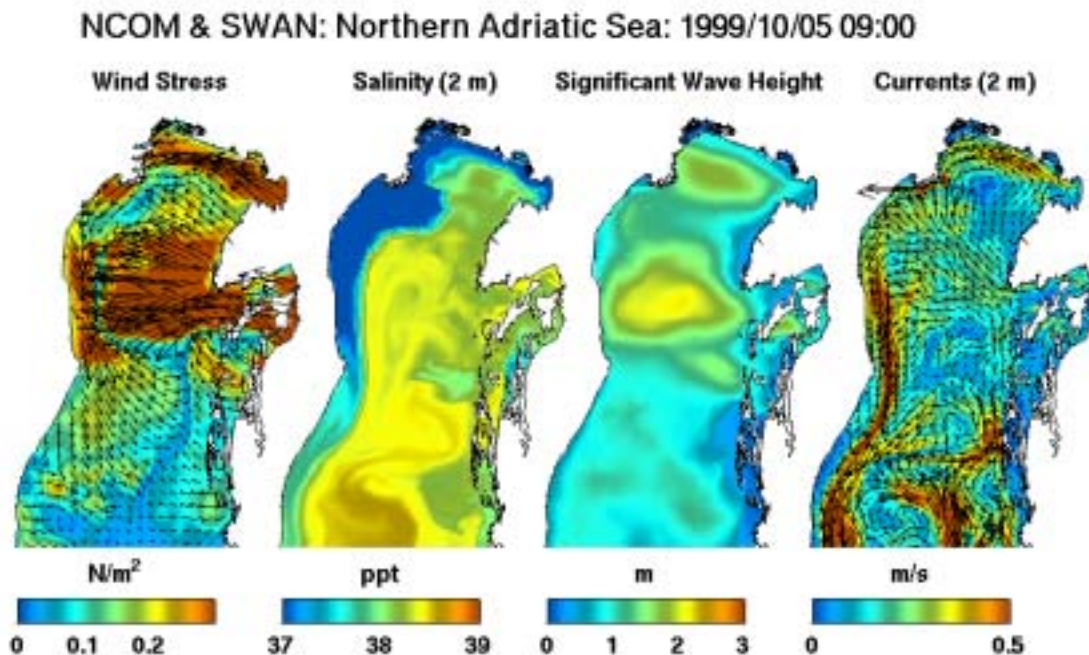 NCOM & SWAN: Northern Adriatic Sea: 1999/10/05 09:00
Wind Stress Salinity (2 m) Significant Wave Height Currents (2 m)
N/m² ppt m m/s
0 0.1 0.2 37 38 39 0 1 2 3 0 0.5